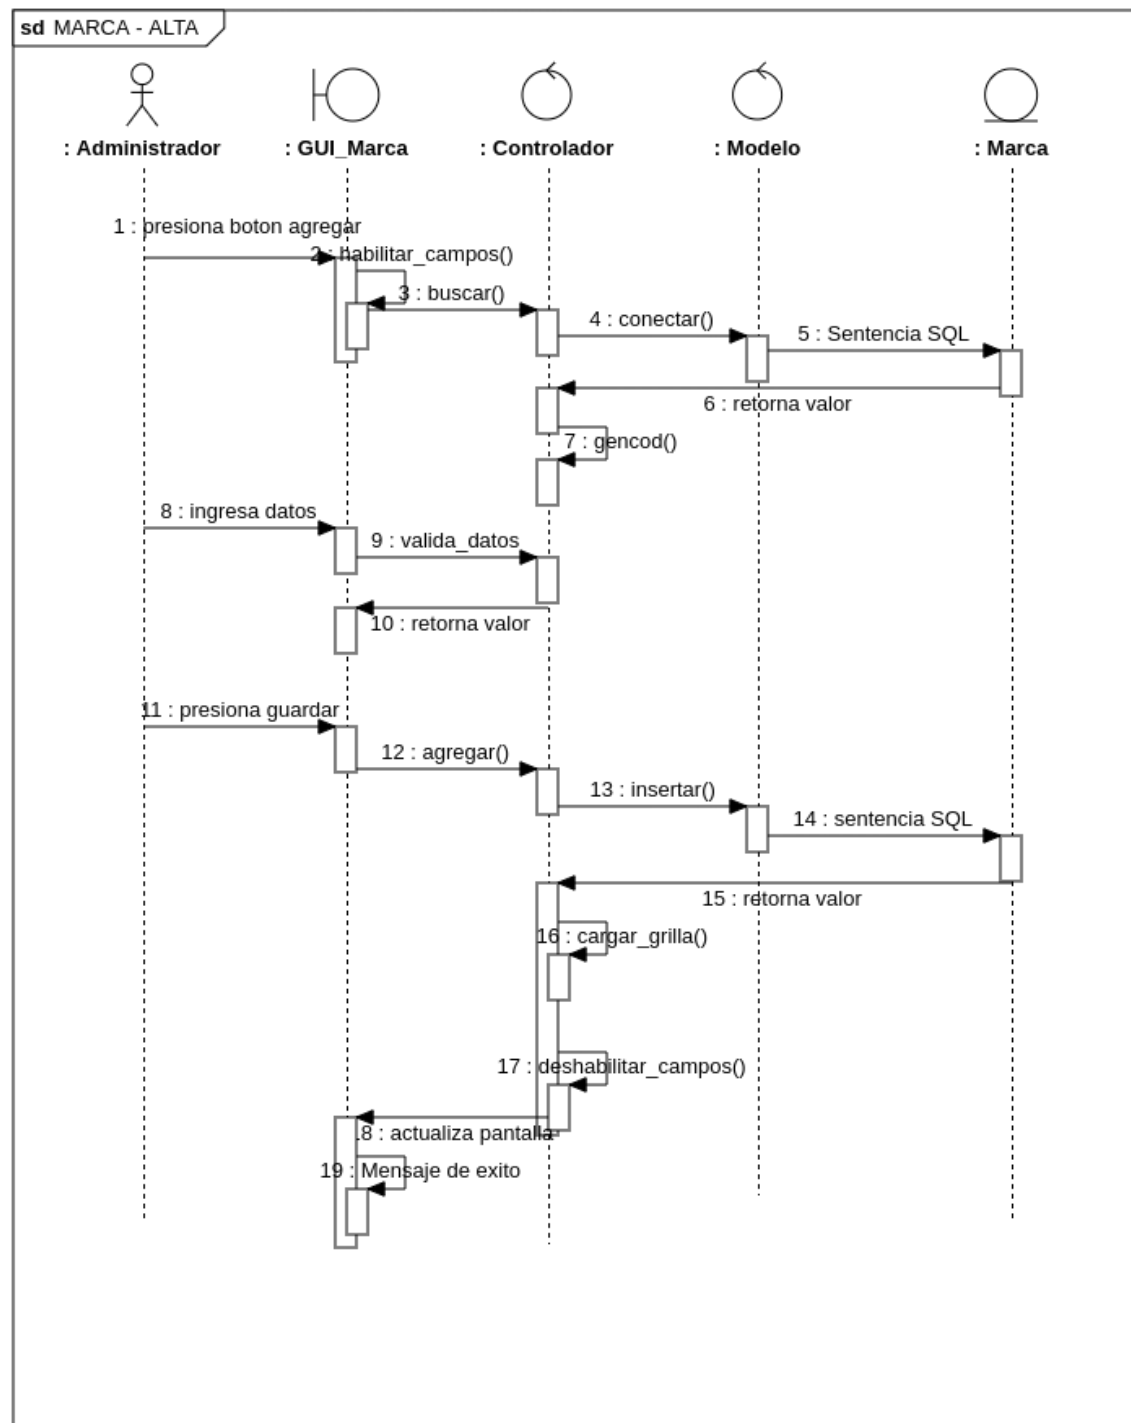 sd MARCA - ALTA
: Administrador
: GUI_Marca
: Controlador
: Modelo
: Marca
1 : presiona boton agregar
2 : habilitar_campos()
3 : buscar()
4 : conectar()
5 : Sentencia SQL
6 : retorna valor
7 : gencod()
8 : ingresa datos
9 : valida_datos
10 : retorna valor
11 : presiona guardar
12 : agregar()
13 : insertar()
14 : sentencia SQL
15 : retorna valor
16 : cargar_grilla()
17 : deshabilitar_campos()
18 : actualiza pantalla
19 : Mensaje de exito